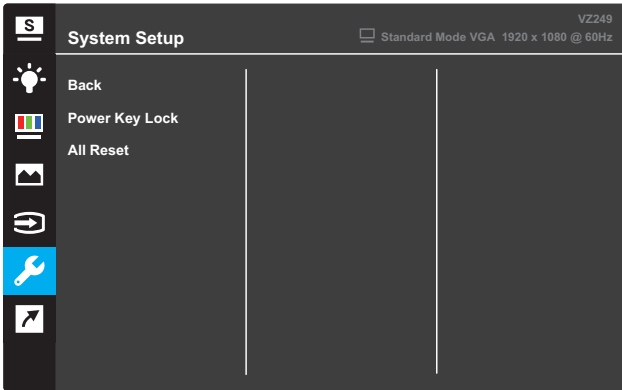 S
VZ249
System Setup
Standard Mode VGA 1920 x 1080 @ 60Hz
Back
Power Key Lock
All Reset